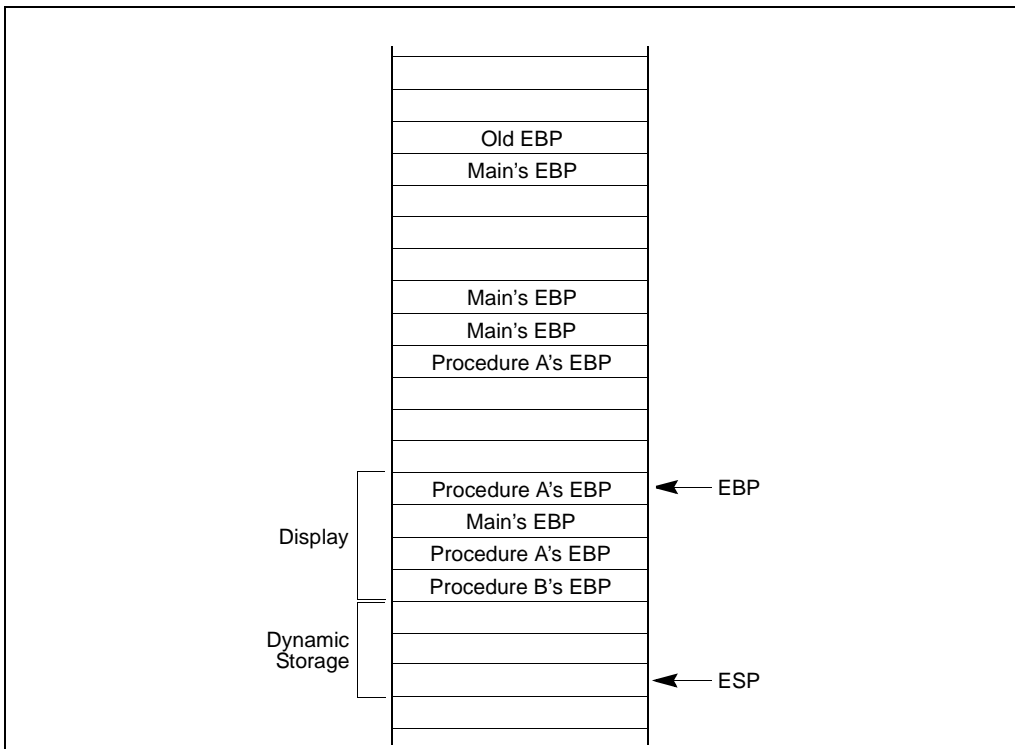 Old EBP
Main's EBP
Main's EBP
Main's EBP
Procedure A's EBP
Procedure A's EBP
EBP
Main's EBP
Display
Procedure A's EBP
Procedure B's EBP
Dynamic
Storage
ESP